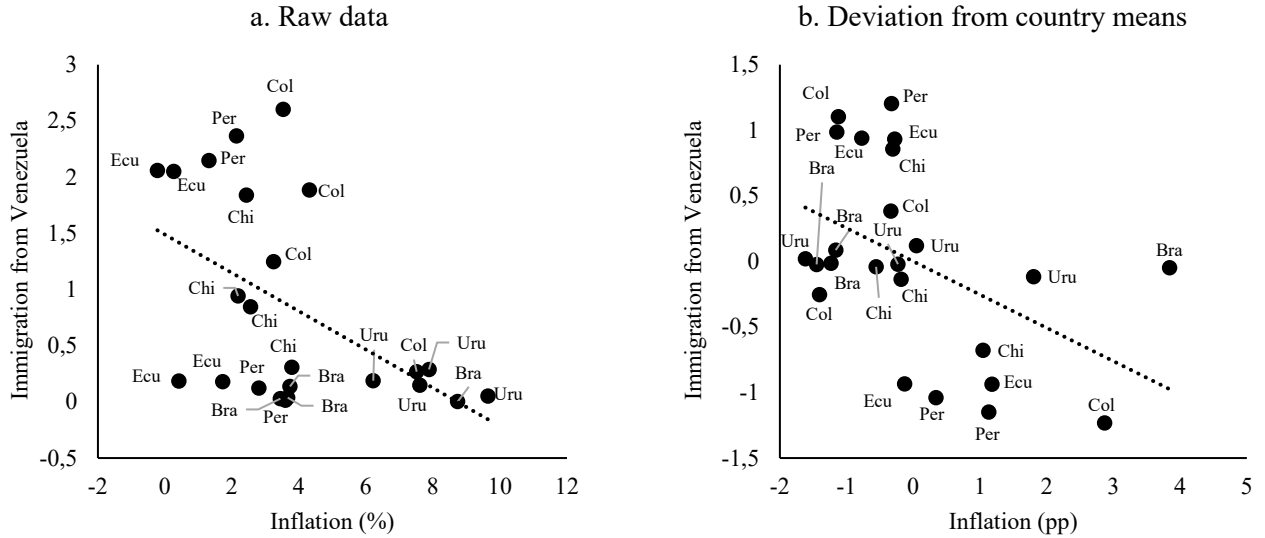 a. Raw data
3
2,5
2
1,5
1
0,5
0
-0,5
Immigration from Venezuela
Col
Per
Ecu
Per
Ecu
Col
Chi
Col
Chi
Chi
Chi
Uru
Col
Uru
Ecu
Ecu
Per
Bra
Bra
Bra
Bra
Per
Uru
Uru
-2
0
2
4
6
8
10
12
Inflation (%)
b. Deviation from country means
1,5
1
0,5
0
-0,5
-1
-1,5
Immigration from Venezuela
Col
Per
Per
Ecu
Ecu
Bra
Chi
Bra
Col
Uru
Uru
Uru
Bra
Uru
Bra
Col
Chi
Chi
Chi
Ecu
Ecu
Per
Per
Col
-2
-1
0
1
2
3
4
5
Inflation (pp)